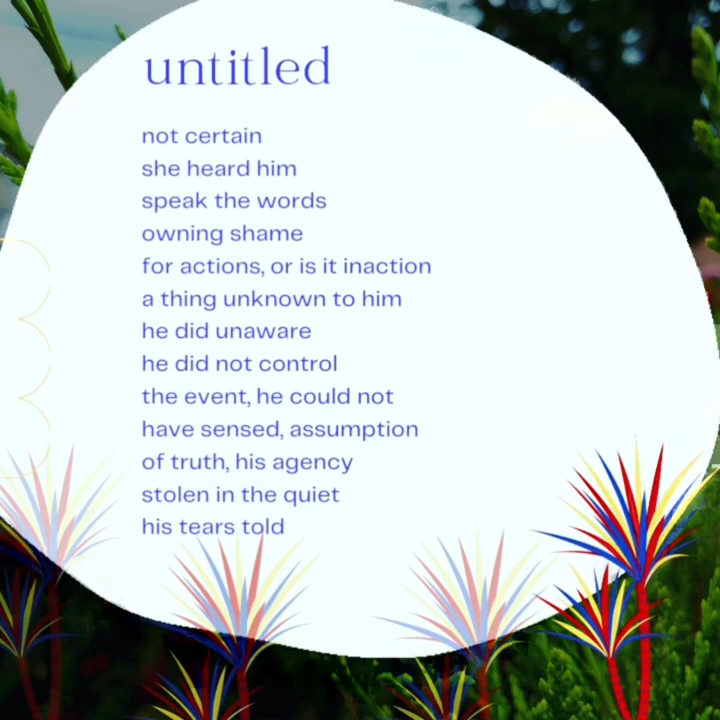 untitled
not certain
she heard him
speak the words
owning shame
for actions, or is it inaction
a thing unknown to him
he did unaware
he did not control
the event, he could not
have sensed, assumption
of truth, his agency
stolen in the quiet
his tears told